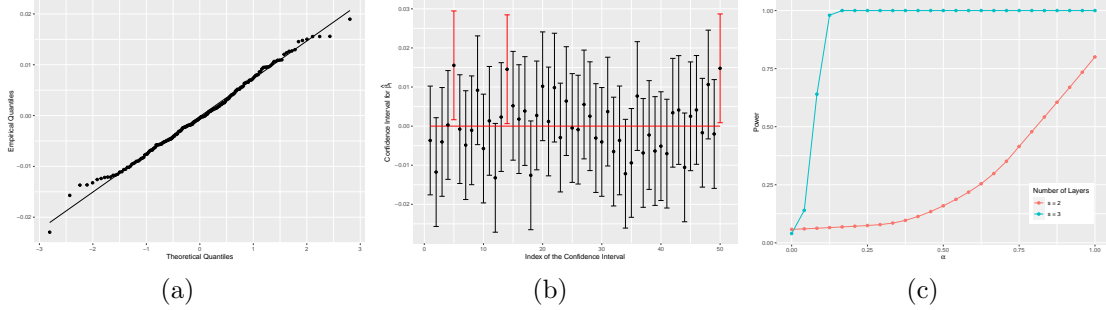 0.02
0.01
0.00
−0.01
−0.02
Empirical Quantiles
−3
−2
−1
0
1
2
3
Theoretical Quantiles
(a)
0.03
0.02
0.01
0.00
−0.01
−0.02
Confidence Interval for
0
10
20
30
40
50
Index of the Confidence Interval
(b)
1.00
0.75
0.50
0.25
0.00
Power
Number of Layers
s = 2
s = 3
0.00
0.25
0.50
0.75
1.00
α
(c)